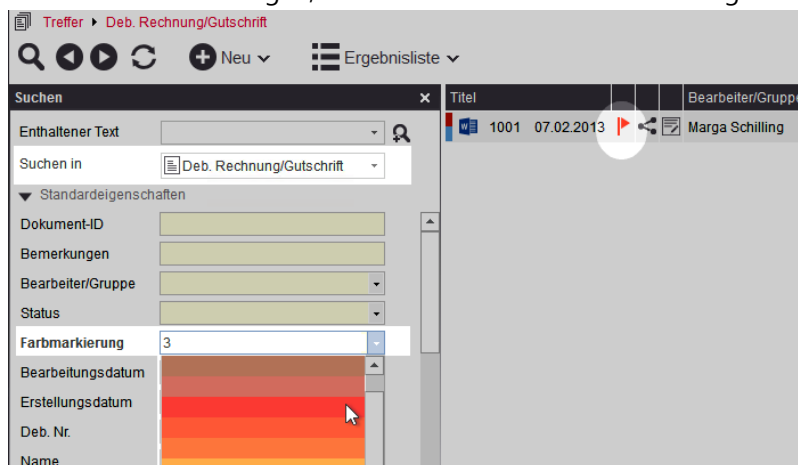 Treffer ▸ Deb. Rechnung/Gutschrift
Neu Ergebnisliste
Suchen × Titel Bearbeiter/Gruppe
Enthaltener Text
1001 07.02.2013 Marga Schilling
Suchen in Deb. Rechnung/Gutschrift
Standardeigenschaften
Dokument-ID
Bemerkungen
Bearbeiter/Gruppe
Status
Farbmarkierung 3
Bearbeitungsdatum
Erstellungsdatum
Deb. Nr.
Name